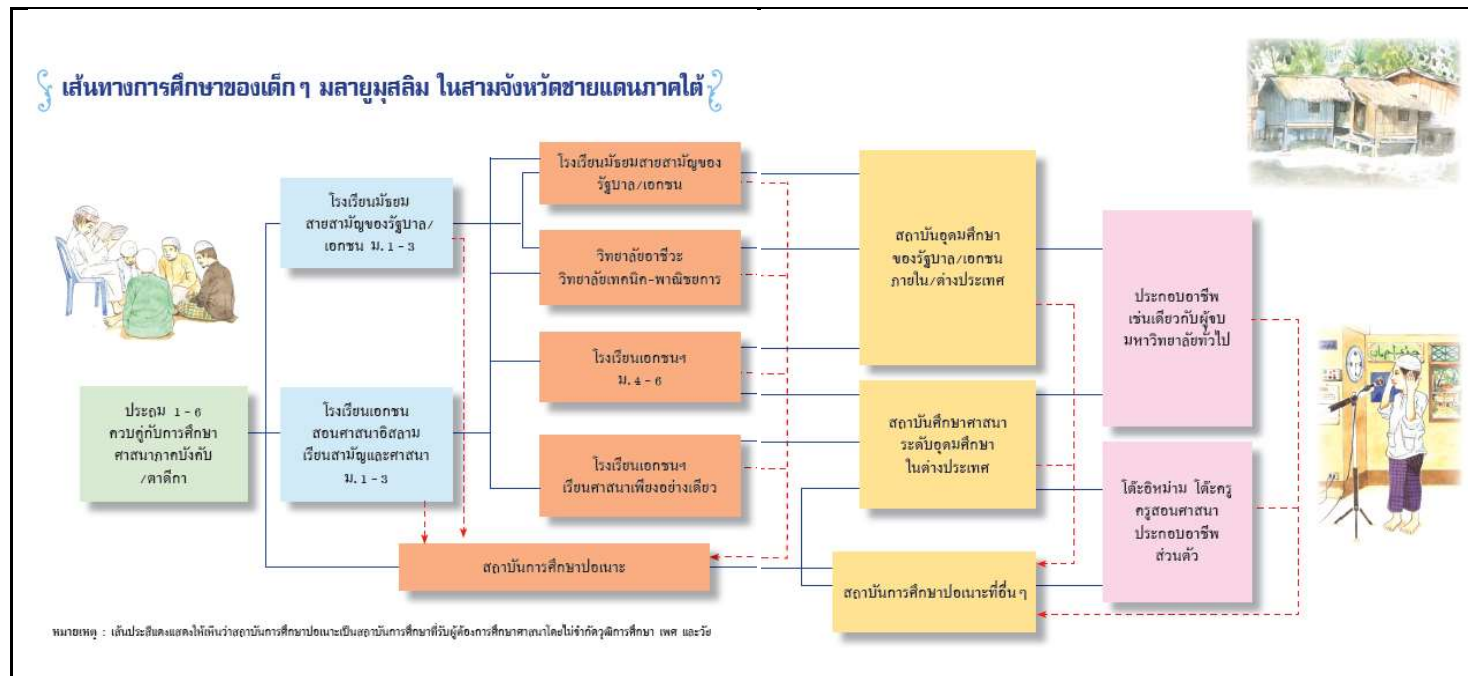 เส้นทางการศึกษาของเด็กๆ มลายูมุสลิม ในสามจังหวัดชายแดนภาคใต้
ประถม 1 - 6
ควบคู่กับการศึกษา
ศาสนาภาคบังคับ
/ตาดีกา
โรงเรียนมัธยม
สายสามัญของรัฐบาล/
เอกชน ม. 1 - 3
โรงเรียนเอกชน
สอนศาสนาอิสลาม
เรียนสามัญและศาสนา
ม. 1 - 3
โรงเรียนมัธยมสายสามัญของ
รัฐบาล/เอกชน
วิทยาลัยอาชีวะ
วิทยาลัยเทคนิค-พาณิชยการ
โรงเรียนเอกชนฯ
ม. 4 - 6
โรงเรียนเอกชนฯ
เรียนศาสนาเพียงอย่างเดียว
สถาบันการศึกษาปอเนาะ
สถาบันอุดมศึกษา
ของรัฐบาล/เอกชน
ภายใน/ต่างประเทศ
สถาบันศึกษาศาสนา
ระดับอุดมศึกษา
ในต่างประเทศ
สถาบันการศึกษาปอเนาะที่อื่นๆ
ประกอบอาชีพ
เช่นเดียวกับผู้จบ
มหาวิทยาลัยทั่วไป
โต๊ะอิหม่าม โต๊ะครู
ครูสอนศาสนา
ประกอบอาชีพ
ส่วนตัว
หมายเหตุ : เส้นประสีแดงแสดงให้เห็นว่าสถาบันการศึกษาปอเนาะเป็นสถาบันการศึกษาที่รับผู้ต้องการศึกษาศาสนาโดยไม่จำกัดวุฒิการศึกษา เพศ และวัย